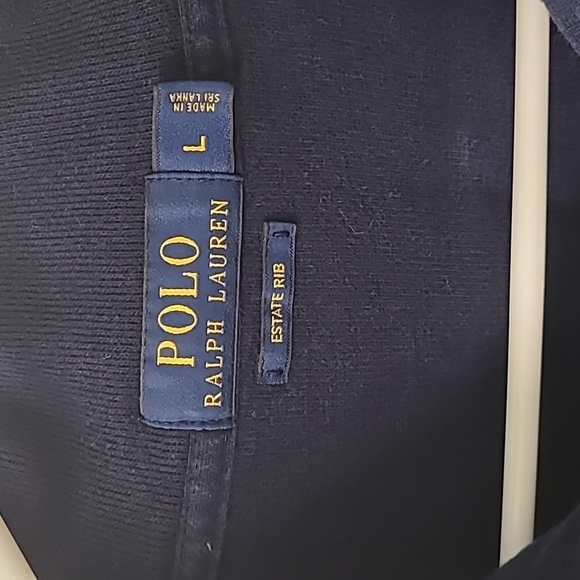 POLO
RALPH LAUREN
L
MADE IN
SRI LANKA
ESTATE RIB